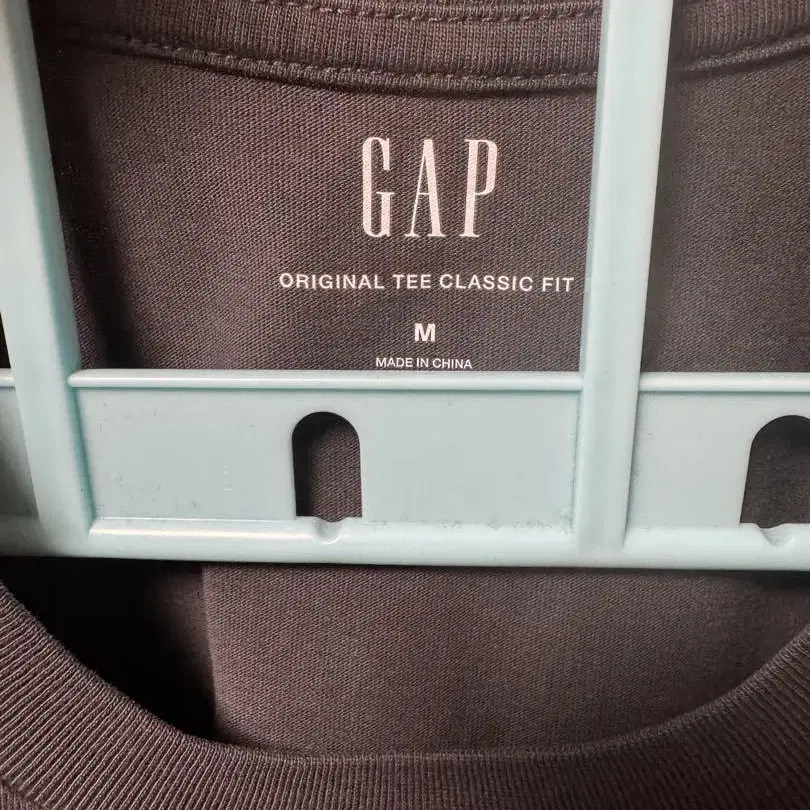 GAP
ORIGINAL TEE CLASSIC FIT
M
MADE IN CHINA